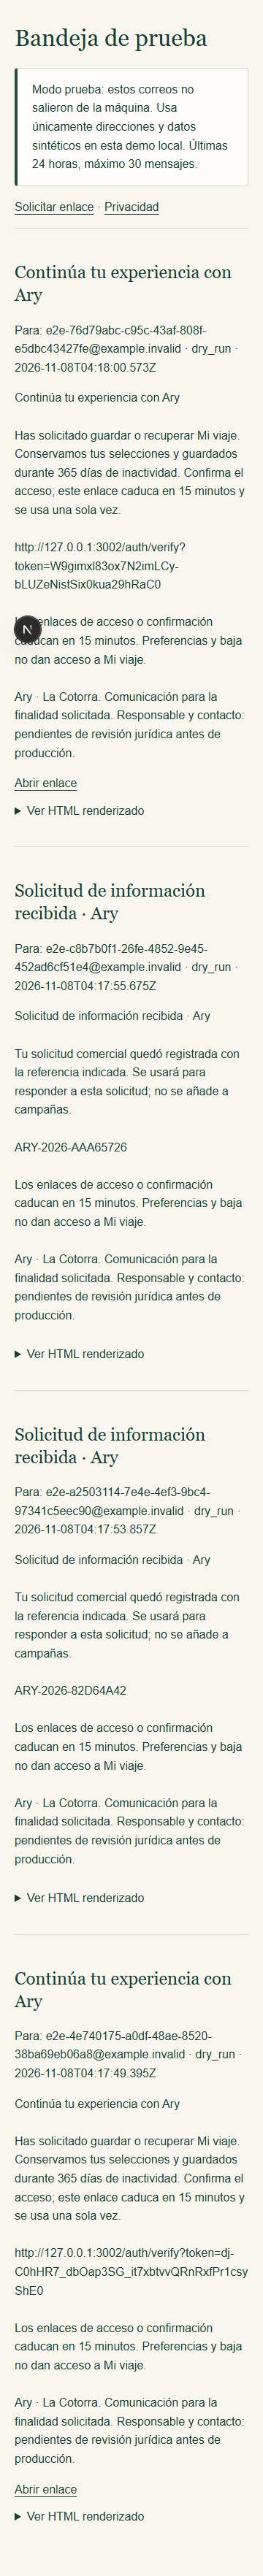 Bandeja de prueba
Modo prueba: estos correos no
salieron de la máquina. Usa
únicamente direcciones y datos
sintéticos en esta demo local. Últimas
24 horas, máximo 30 mensajes.
Solicitar enlace · Privacidad
Continúa tu experiencia con
Ary
Para: e2e-76d79abc-c95c-43af-808f-
e5dbc43427fe@example.invalid · dry_run ·
2026-11-08T04:18:00.573Z
Continúa tu experiencia con Ary
Has solicitado guardar o recuperar Mi viaje.
Conservamos tus selecciones y guardados
durante 365 días de inactividad. Confirma el
acceso; este enlace caduca en 15 minutos y
se usa una sola vez.
http://127.0.0.1:3002/auth/verify?
token=W9gimxl83ox7N2imLCy-
bLUZeNistSix0kua29hRaC0
enlaces de acceso o confirmación
caducan en 15 minutos. Preferencias y baja
no dan acceso a Mi viaje.
Ary · La Cotorra. Comunicación para la
finalidad solicitada. Responsable y contacto:
pendientes de revisión jurídica antes de
producción.
Abrir enlace
▶ Ver HTML renderizado
Solicitud de información
recibida · Ary
Para: e2e-c8b7b0f1-26fe-4852-9e45-
452ad6cf51e4@example.invalid · dry_run ·
2026-11-08T04:17:55.675Z
Solicitud de información recibida · Ary
Tu solicitud comercial quedó registrada con
la referencia indicada. Se usará para
responder a esta solicitud; no se añade a
campañas.
ARY-2026-AAA65726
Los enlaces de acceso o confirmación
caducan en 15 minutos. Preferencias y baja
no dan acceso a Mi viaje.
Ary · La Cotorra. Comunicación para la
finalidad solicitada. Responsable y contacto:
pendientes de revisión jurídica antes de
producción.
▶ Ver HTML renderizado
Solicitud de información
recibida · Ary
Para: e2e-a2503114-7e4e-4ef3-9bc4-
97341c5eec90@example.invalid · dry_run ·
2026-11-08T04:17:53.857Z
Solicitud de información recibida · Ary
Tu solicitud comercial quedó registrada con
la referencia indicada. Se usará para
responder a esta solicitud; no se añade a
campañas.
ARY-2026-82D64A42
Los enlaces de acceso o confirmación
caducan en 15 minutos. Preferencias y baja
no dan acceso a Mi viaje.
Ary · La Cotorra. Comunicación para la
finalidad solicitada. Responsable y contacto:
pendientes de revisión jurídica antes de
producción.
▶ Ver HTML renderizado
Continúa tu experiencia con
Ary
Para: e2e-4e740175-a0df-48ae-8520-
38ba69eb06a8@example.invalid · dry_run ·
2026-11-08T04:17:49.395Z
Continúa tu experiencia con Ary
Has solicitado guardar o recuperar Mi viaje.
Conservamos tus selecciones y guardados
durante 365 días de inactividad. Confirma el
acceso; este enlace caduca en 15 minutos y
se usa una sola vez.
http://127.0.0.1:3002/auth/verify?token=dj-
C0hHR7_dbOap3SG_it7xbtvvQRnRxfPr1csy
ShE0
Los enlaces de acceso o confirmación
caducan en 15 minutos. Preferencias y baja
no dan acceso a Mi viaje.
Ary · La Cotorra. Comunicación para la
finalidad solicitada. Responsable y contacto:
pendientes de revisión jurídica antes de
producción.
Abrir enlace
▶ Ver HTML renderizado